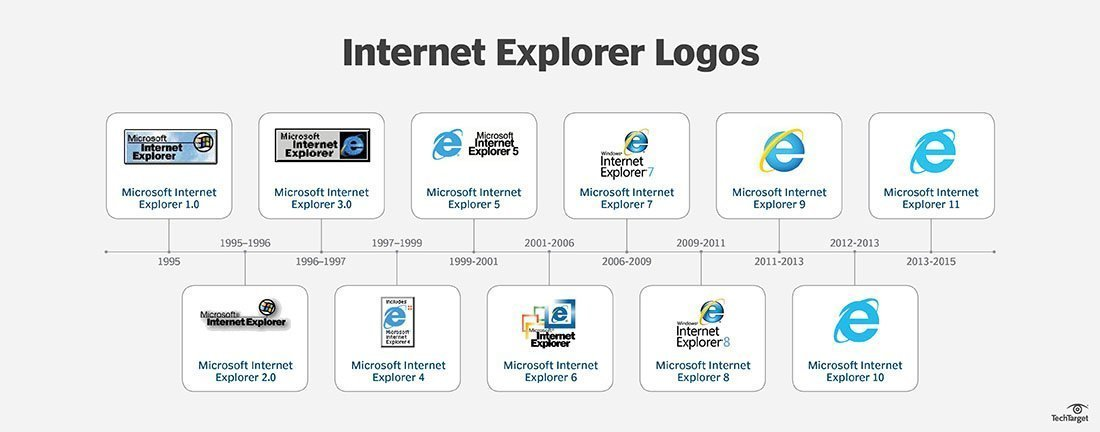 Internet Explorer Logos
Microsoft
Internet
Explorer
Microsoft Internet
Explorer 1.0
Microsoft
Internet
Explorer
Microsoft Internet
Explorer 3.0
Microsoft
Internet
Explorer 5
Microsoft Internet
Explorer 5
Windows
Internet
Explorer 7
Microsoft Internet
Explorer 7
Microsoft Internet
Explorer 9
Microsoft Internet
Explorer 11
1995–1996
1997–1999
2001-2006
2009-2011
2012-2013
1995
1996–1997
1999-2001
2006-2009
2011-2013
2013-2015
Microsoft
Internet Explorer
Microsoft Internet
Explorer 2.0
Includes
Microsoft
Internet
Explorer 4
Microsoft Internet
Explorer 4
Microsoft
Internet
Explorer
Microsoft Internet
Explorer 6
Windows
Internet
Explorer 8
Microsoft Internet
Explorer 8
Microsoft Internet
Explorer 10
TechTarget